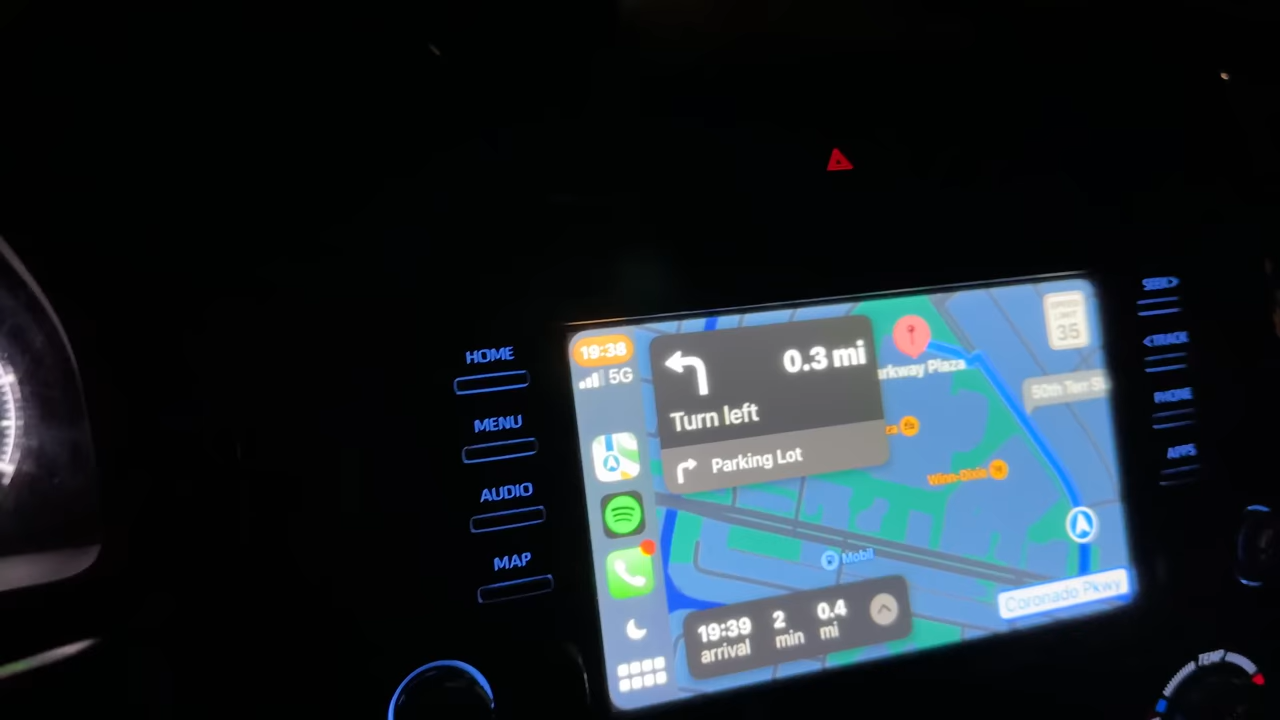 HOME
MENU
AUDIO
MAP
19:38
5G
0.3 mi
Turn left
Parking Lot
19:39 2 0.4
arrival min mi
arkway Plaza
za
Winn-Dixie
Mobil
SPEED
LIMIT
35
50th Terr S
Coronado Pkwy
SEEK>
<TRACK
PHONE
APPS
TEMP